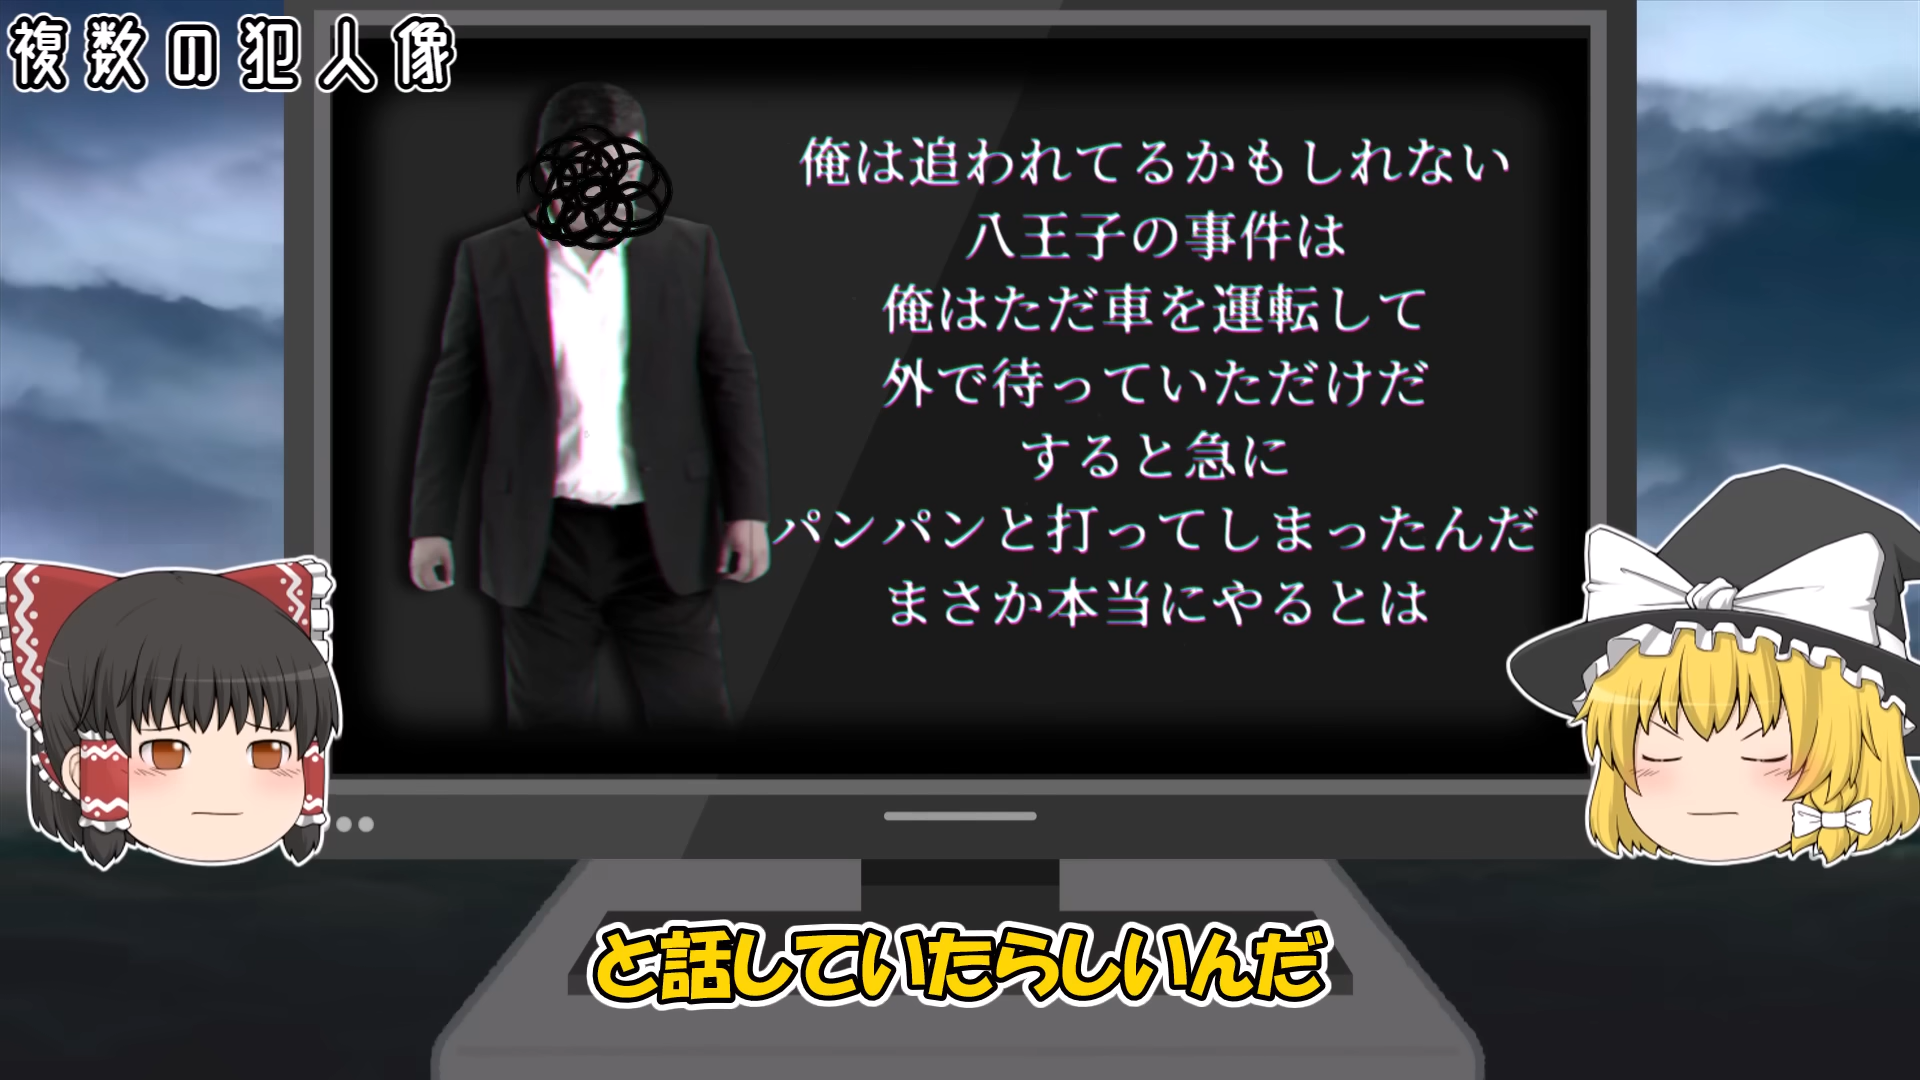 複数の犯人像
俺は追われてるかもしれない
八王子の事件は
俺はただ車を運転して
外で待っていただけだ
すると急に
パンパンと打ってしまったんだ
まさか本当にやるとは
と話していたらしいんだ